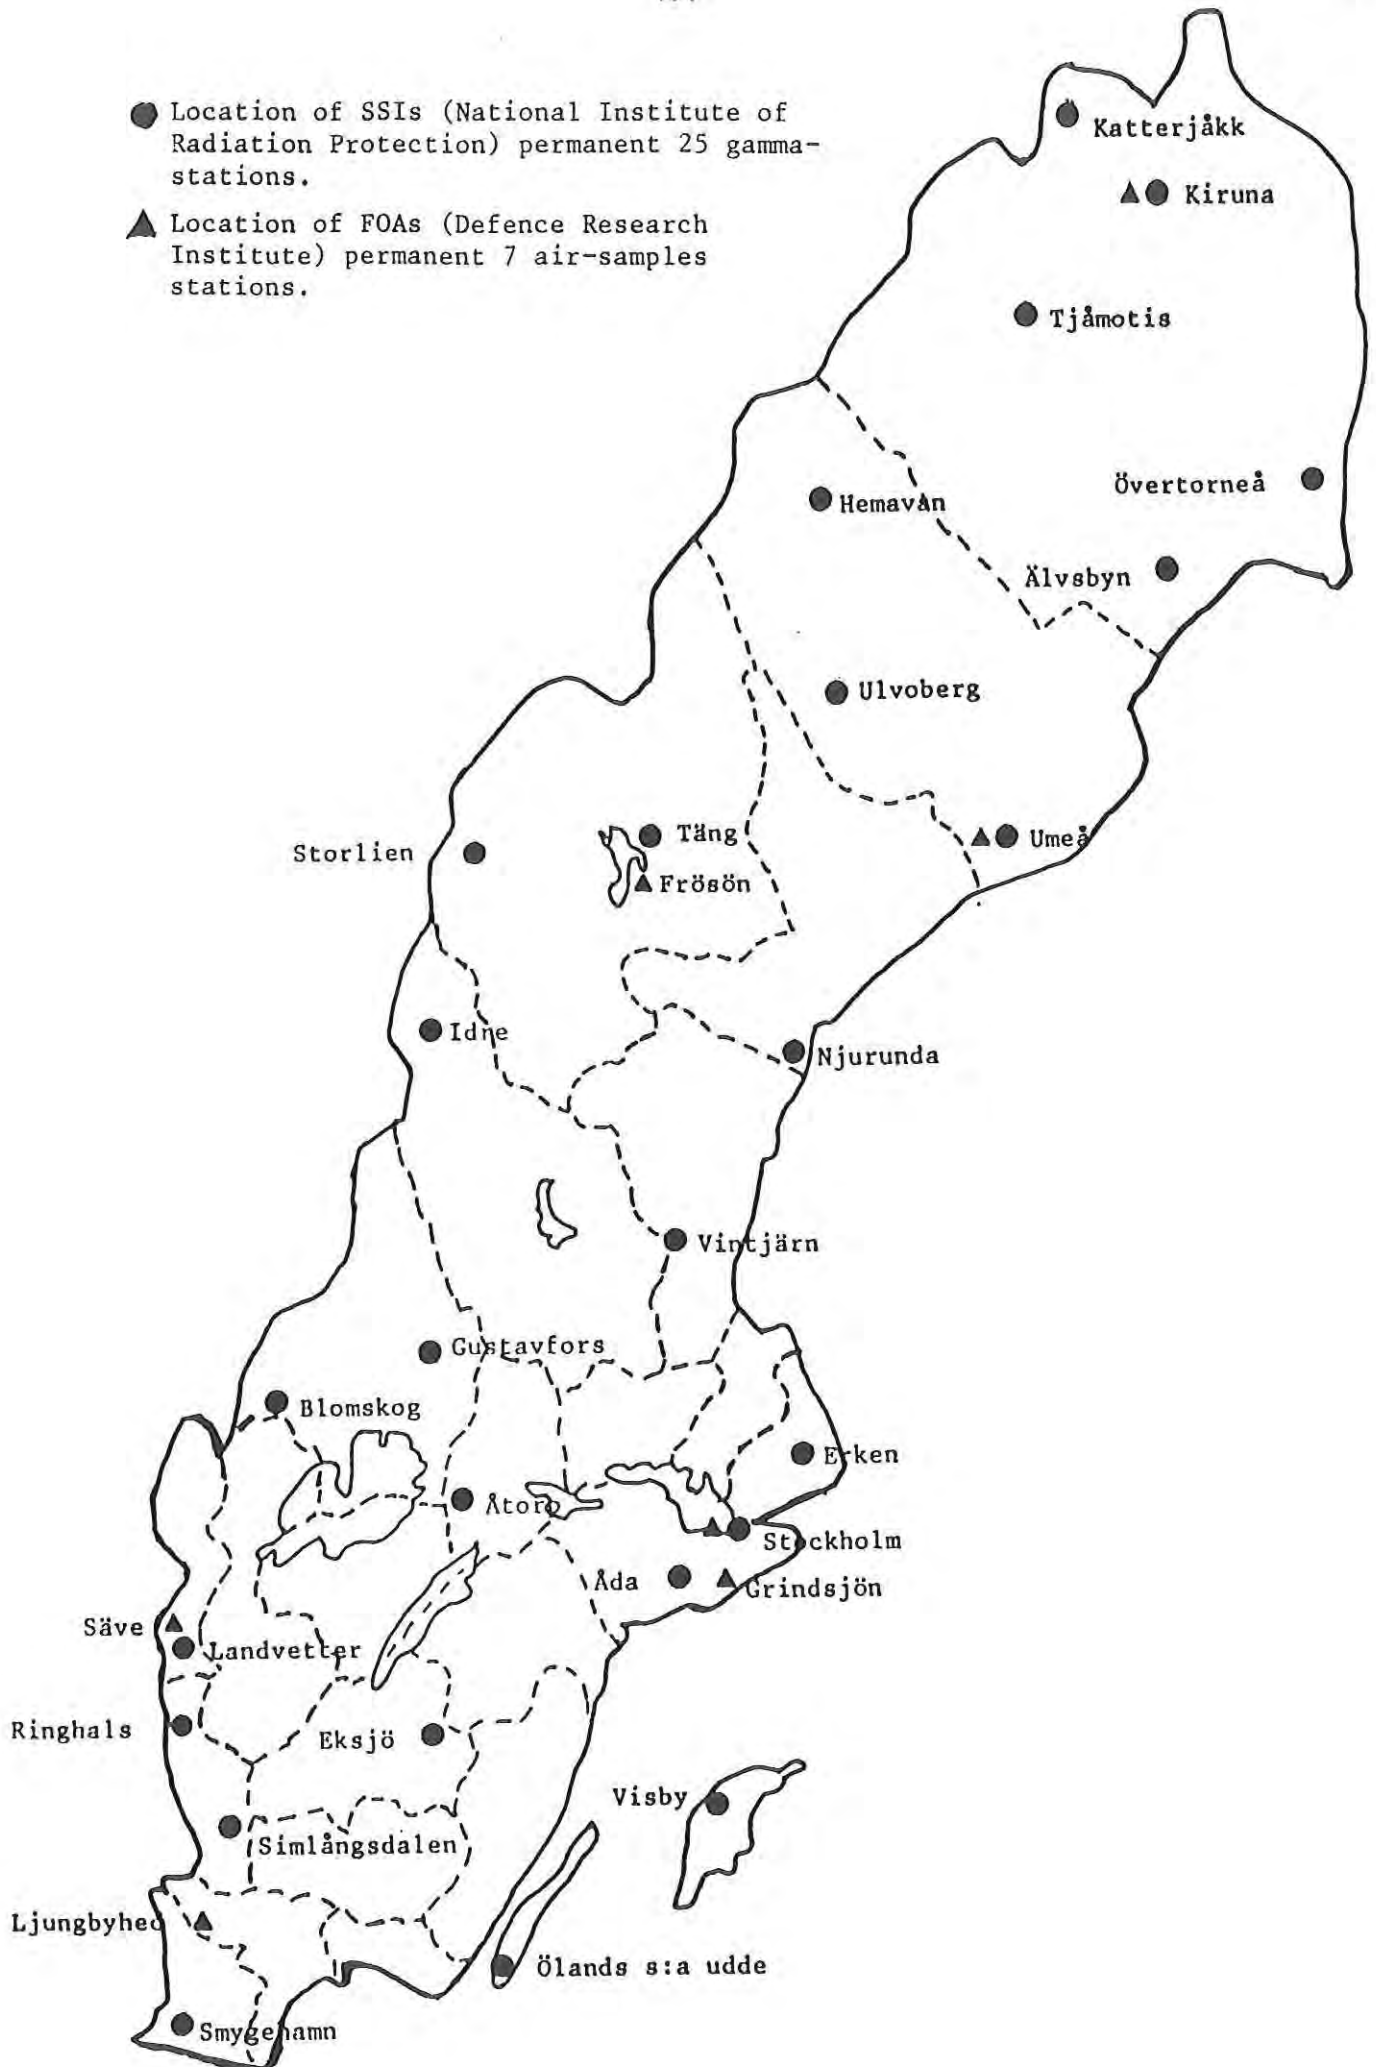 Location of SSIs (National Institute of
Radiation Protection) permanent 25 gamma-
stations.
Location of FOAs (Defence Research
Institute) permanent 7 air-samples
stations.
Katterjåkk
Kiruna
Tjåmotis
Övertorneå
Hemavan
Älvsbyn
Ulvoberg
Täng
Umeå
Storlien
Frösön
Idre
Njurunda
Vintjärn
Gustavfors
Blomskog
Erken
Åtorp
Stockholm
Åda
Grindsjön
Säve
Landvetter
Ringhals
Eksjö
Visby
Simlångsdalen
Ljungbyhed
Ölands s:a udde
Smygehamn